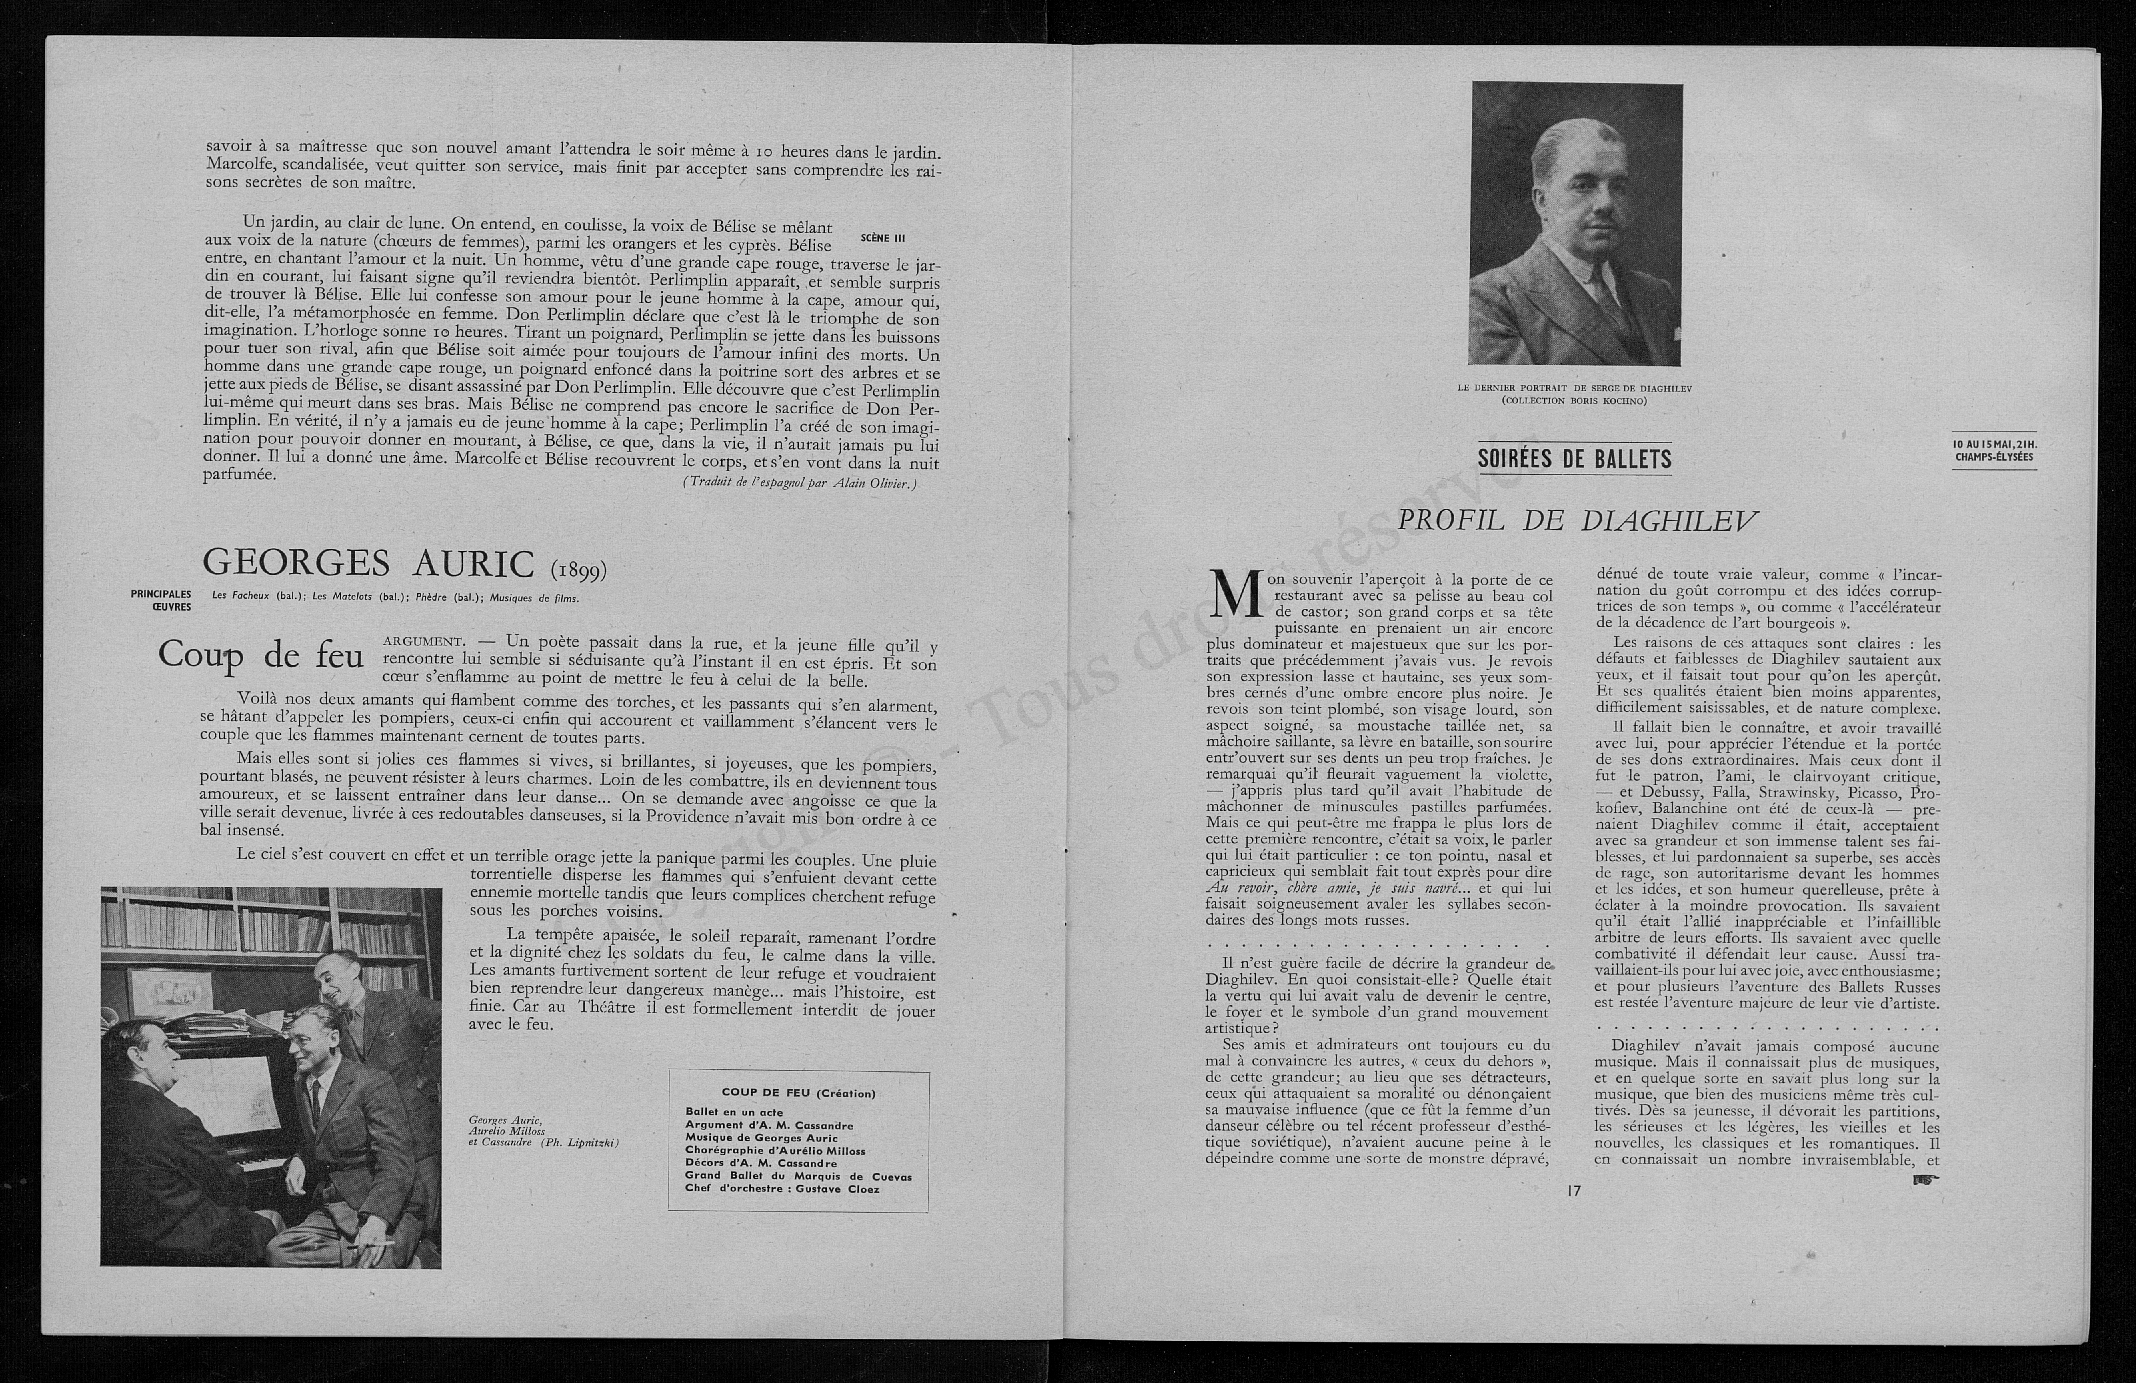 savoir à sa maîtresse que son nouvel amant l'attendra le soir même à 10 heures dans le jardin.
Marcolfe, scandalisée, veut quitter son service, mais finit par accepter sans comprendre les rai-
sons secrètes de son maître.
Un jardin, au clair de lune. On entend, en coulisse, la voix de Bélise se mêlant
aux voix de la nature (chœurs de femmes), parmi les orangers et les cyprès. Bélise
SCÈNE III
entre, en chantant l'amour et la nuit. Un homme, vêtu d'une grande cape rouge, traverse le jar-
din en courant, lui faisant signe qu'il reviendra bientôt. Perlimplin apparaît, et semble surpris
de trouver là Bélise. Elle lui confesse son amour pour le jeune homme à la cape, amour qui,
dit-elle, l'a métamorphosée en femme. Don Perlimplin déclare que c'est là le triomphe de son
imagination. L'horloge sonne 10 heures. Tirant un poignard, Perlimplin se jette dans les buissons
pour tuer son rival, afin que Bélise soit aimée pour toujours de l'amour infini des morts. Un
homme dans une grande cape rouge, un poignard enfoncé dans la poitrine sort des arbres et se
jette aux pieds de Bélise, se disant assassiné par Don Perlimplin. Elle découvre que c'est Perlimplin
lui-même qui meurt dans ses bras. Mais Bélise ne comprend pas encore le sacrifice de Don Per-
limplin. En vérité, il n'y a jamais eu de jeune homme à la cape; Perlimplin l'a créé de son imagi-
nation pour pouvoir donner en mourant, à Bélise, ce que, dans la vie, il n'aurait jamais pu lui
donner. Il lui a donné une âme. Marcolfe et Bélise recouvrent le corps, et s'en vont dans la nuit
parfumée.
(Traduit de l'espagnol par Alain Olivier.)
GEORGES AURIC (1899)
PRINCIPALES
ŒUVRES
Les Facheux (bal.); Les Matelots (bal.); Phèdre (bal.); Musiques de films.
Coup de feu
ARGUMENT. — Un poète passait dans la rue, et la jeune fille qu'il y
rencontre lui semble si séduisante qu'à l'instant il en est épris. Et son
cœur s'enflamme au point de mettre le feu à celui de la belle.
Voilà nos deux amants qui flambent comme des torches, et les passants qui s'en alarment,
se hâtant d'appeler les pompiers, ceux-ci enfin qui accourent et vaillamment s'élancent vers le
couple que les flammes maintenant cernent de toutes parts.
Mais elles sont si jolies ces flammes si vives, si brillantes, si joyeuses, que les pompiers,
pourtant blasés, ne peuvent résister à leurs charmes. Loin de les combattre, ils en deviennent tous
amoureux, et se laissent entraîner dans leur danse... On se demande avec angoisse ce que la
ville serait devenue, livrée à ces redoutables danseuses, si la Providence n'avait mis bon ordre à ce
bal insensé.
Le ciel s'est couvert en effet et un terrible orage jette la panique parmi les couples. Une pluie
torrentielle disperse les flammes qui s'enfuient devant cette
ennemie mortelle tandis que leurs complices cherchent refuge
sous les porches voisins.
La tempête apaisée, le soleil reparaît, ramenant l'ordre
et la dignité chez les soldats du feu, le calme dans la ville.
Les amants furtivement sortent de leur refuge et voudraient
bien reprendre leur dangereux manège... mais l'histoire, est
finie. Car au Théâtre il est formellement interdit de jouer
avec le feu.
Georges Auric,
Aurelio Milloss
et Cassandre (Ph. Lipnitzki)
COUP DE FEU (Création)
Ballet en un acte
Argument d'A. M. Cassandre
Musique de Georges Auric
Chorégraphie d'Aurélio Milloss
Décors d'A. M. Cassandre
Grand Ballet du Marquis de Cuevas
Chef d'orchestre : Gustave Cloez
LE DERNIER PORTRAIT DE SERGE DE DIAGHILEV
(COLLECTION BORIS KOCHNO)
SOIRÉES DE BALLETS
10 AU 15 MAI, 21H.
CHAMPS-ÉLYSÉES
PROFIL DE DIAGHILEV
Mon souvenir l'aperçoit à la porte de ce
restaurant avec sa pelisse au beau col
de castor; son grand corps et sa tête
puissante en prenaient un air encore
plus dominateur et majestueux que sur les por-
traits que précédemment j'avais vus. Je revois
son expression lasse et hautaine, ses yeux som-
bres cernés d'une ombre encore plus noire. Je
revois son teint plombé, son visage lourd, son
aspect soigné, sa moustache taillée net, sa
mâchoire saillante, sa lèvre en bataille, son sourire
entr'ouvert sur ses dents un peu trop fraîches. Je
remarquai qu'il fleurait vaguement la violette,
— j'appris plus tard qu'il avait l'habitude de
mâchonner de minuscules pastilles parfumées.
Mais ce qui peut-être me frappa le plus lors de
cette première rencontre, c'était sa voix, le parler
qui lui était particulier : ce ton pointu, nasal et
capricieux qui semblait fait tout exprès pour dire
Au revoir, chère amie, je suis navré... et qui lui
faisait soigneusement avaler les syllabes secon-
daires des longs mots russes.
. . . . . . . . . . . . . . . . . . . .
Il n'est guère facile de décrire la grandeur de
Diaghilev. En quoi consistait-elle? Quelle était
la vertu qui lui avait valu de devenir le centre,
le foyer et le symbole d'un grand mouvement
artistique?
Ses amis et admirateurs ont toujours eu du
mal à convaincre les autres, « ceux du dehors »,
de cette grandeur; au lieu que ses détracteurs,
ceux qui attaquaient sa moralité ou dénonçaient
sa mauvaise influence (que ce fût la femme d'un
danseur célèbre ou tel récent professeur d'esthé-
tique soviétique), n'avaient aucune peine à le
dépeindre comme une sorte de monstre dépravé,
dénué de toute vraie valeur, comme « l'incar-
nation du goût corrompu et des idées corrup-
trices de son temps », ou comme « l'accélérateur
de la décadence de l'art bourgeois ».
Les raisons de ces attaques sont claires : les
défauts et faiblesses de Diaghilev sautaient aux
yeux, et il faisait tout pour qu'on les aperçût.
Et ses qualités étaient bien moins apparentes,
difficilement saisissables, et de nature complexe.
Il fallait bien le connaître, et avoir travaillé
avec lui, pour apprécier l'étendue et la portée
de ses dons extraordinaires. Mais ceux dont il
fut le patron, l'ami, le clairvoyant critique,
— et Debussy, Falla, Strawinsky, Picasso, Pro-
kofiev, Balanchine ont été de ceux-là — pre-
naient Diaghilev comme il était, acceptaient
avec sa grandeur et son immense talent ses fai-
blesses, et lui pardonnaient sa superbe, ses accès
de rage, son autoritarisme devant les hommes
et les idées, et son humeur querelleuse, prête à
éclater à la moindre provocation. Ils savaient
qu'il était l'allié inappréciable et l'infaillible
arbitre de leurs efforts. Ils savaient avec quelle
combativité il défendait leur cause. Aussi tra-
vaillaient-ils pour lui avec joie, avec enthousiasme;
et pour plusieurs l'aventure des Ballets Russes
est restée l'aventure majeure de leur vie d'artiste.
. . . . . . . . . . . . . . . . . . . .
Diaghilev n'avait jamais composé aucune
musique. Mais il connaissait plus de musiques,
et en quelque sorte en savait plus long sur la
musique, que bien des musiciens même très cul-
tivés. Dès sa jeunesse, il dévorait les partitions,
les sérieuses et les légères, les vieilles et les
nouvelles, les classiques et les romantiques. Il
en connaissait un nombre invraisemblable, et
17
Copyright © - Tous droits réservés